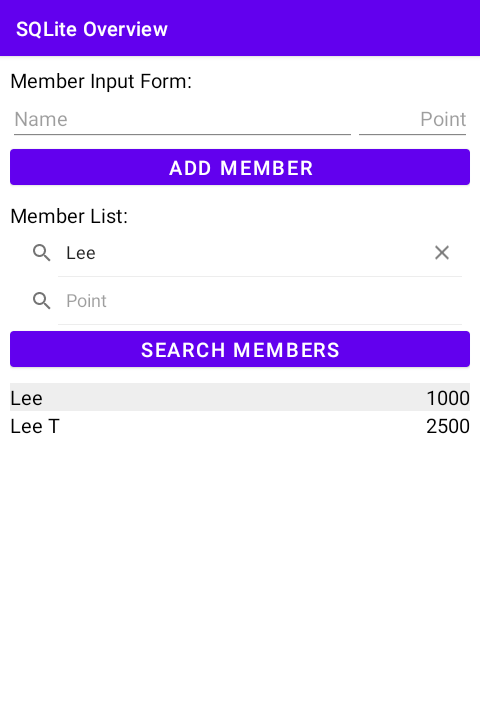 SQLite Overview
Member Input Form:
Name Point
ADD MEMBER
Member List:
Lee
Point
SEARCH MEMBERS
Lee 1000
Lee T 2500